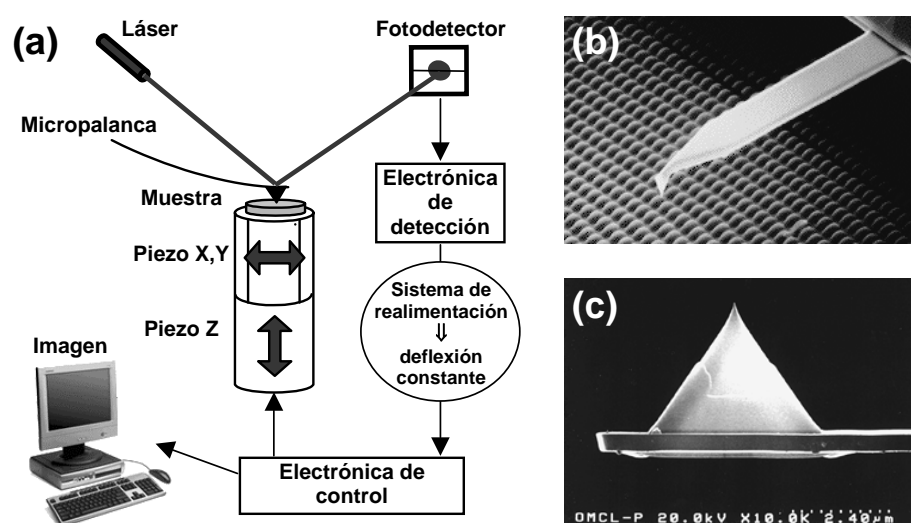 (a)
Láser
Fotodetector
Micropalanca
Muestra
Electrónica
de
detección
Piezo X,Y
Sistema de
realimentación
⇓
deflexión
constante
Piezo Z
Imagen
Electrónica de
control
(b)
(c)
OMCL-P 20.0kV X10.0K 2.40µm